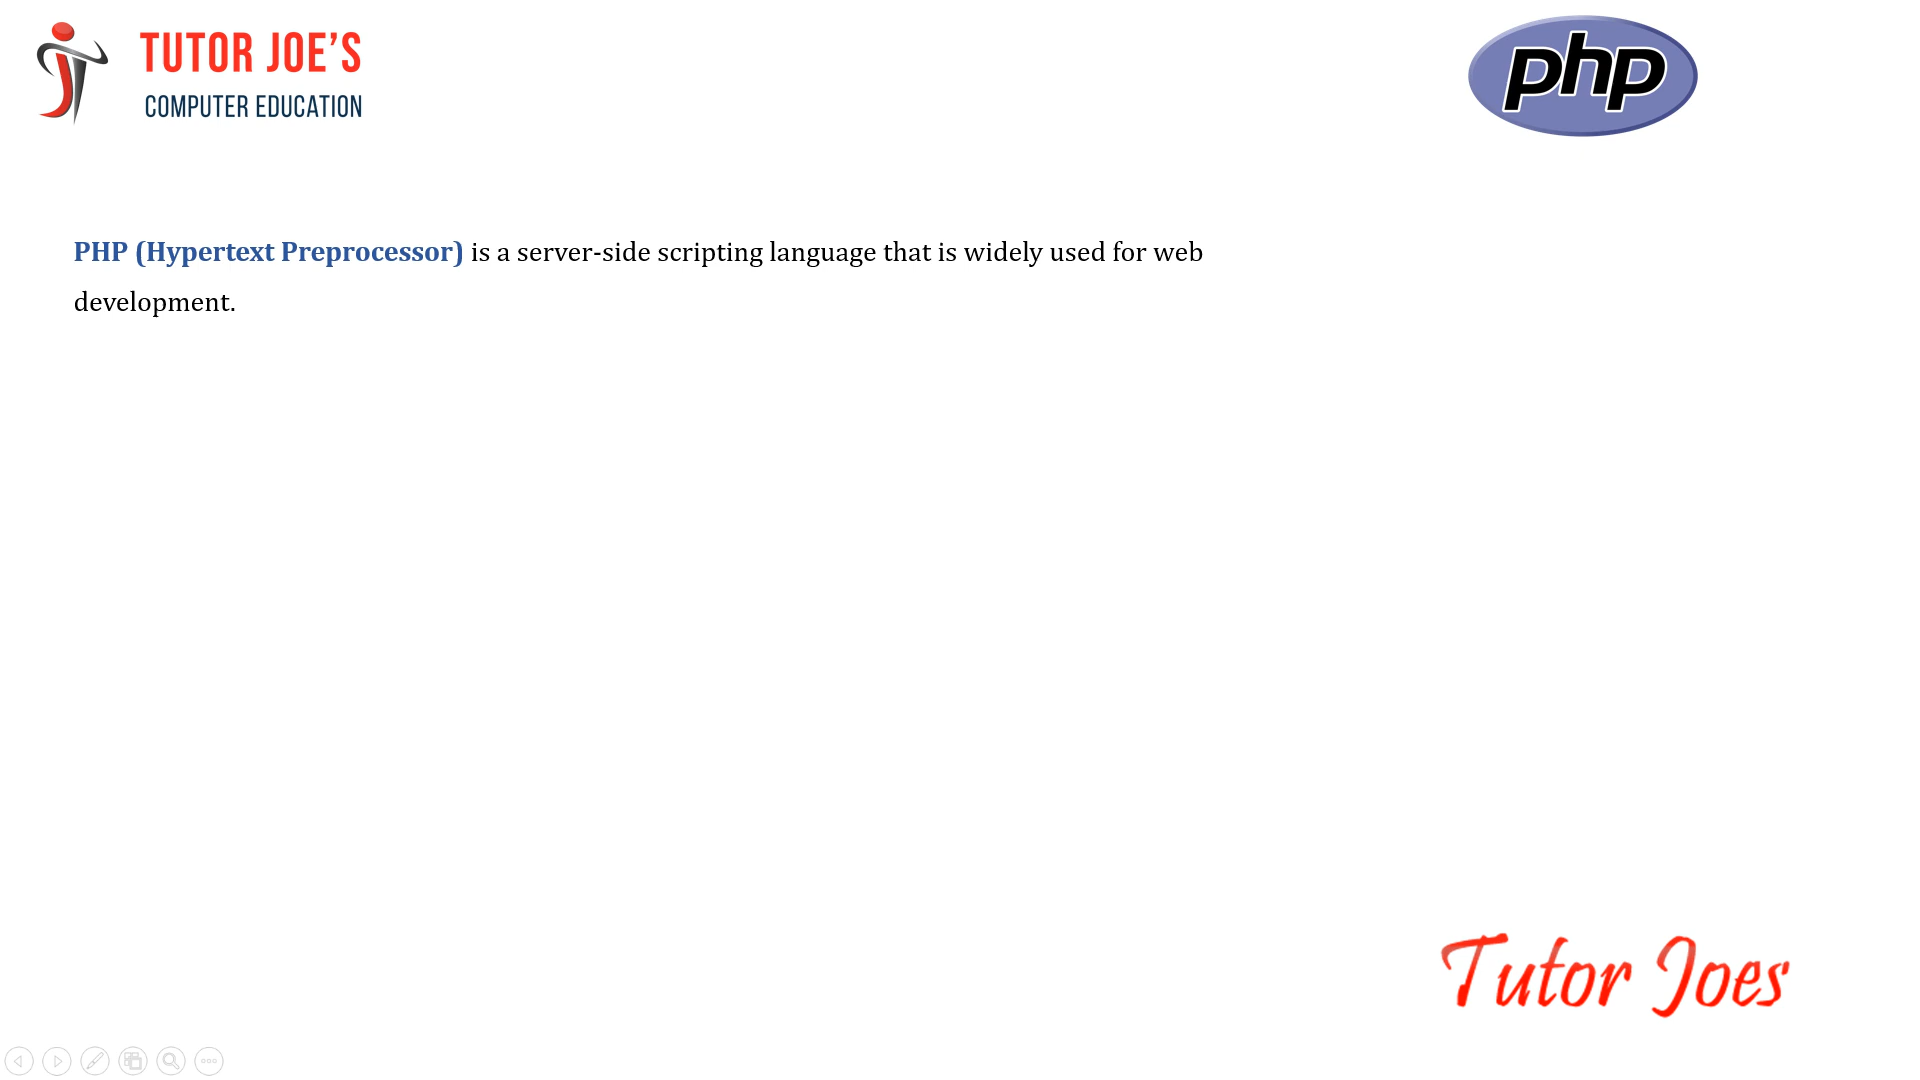 TUTOR JOE'S
COMPUTER EDUCATION
php
PHP (Hypertext Preprocessor) is a server-side scripting language that is widely used for web
development.
Tutor Joes